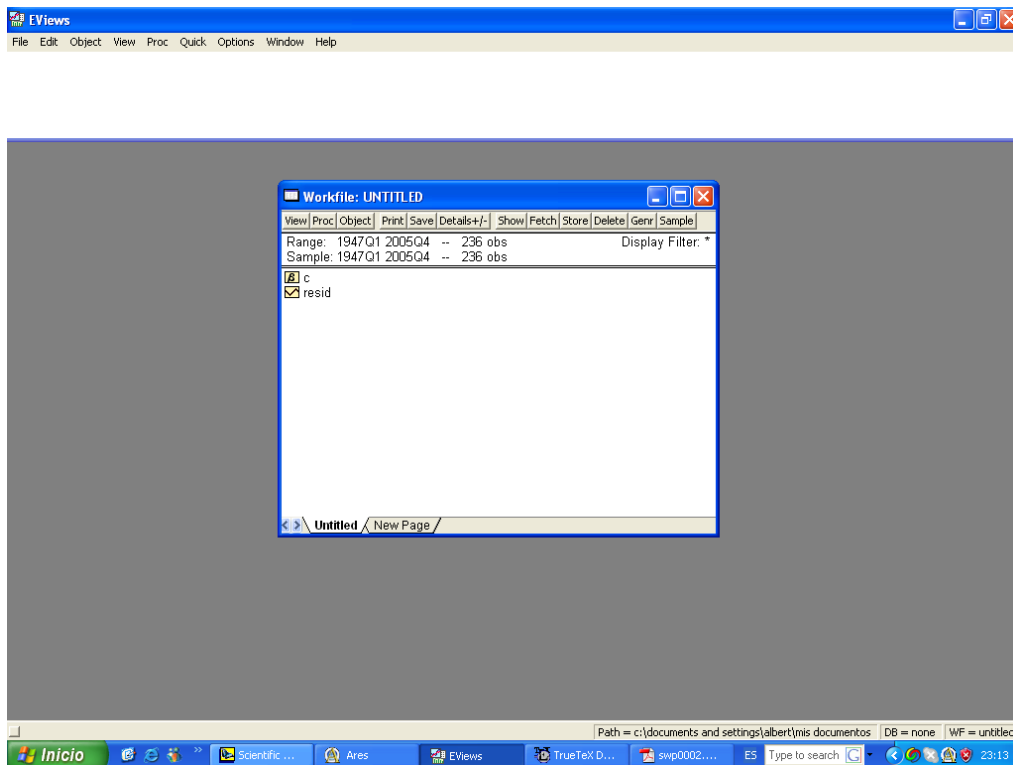 EViews
File Edit Object View Proc Quick Options Window Help
Workfile: UNTITLED
View Proc Object Print Save Details+/- Show Fetch Store Delete Genr Sample
Range: 1947Q1 2005Q4 -- 236 obs Display Filter: *
Sample: 1947Q1 2005Q4 -- 236 obs
β c
resid
Untitled New Page
Path = c:\documents and settings\albert\mis documentos DB = none WF = untitled
Inicio » Scientific ... Ares EViews TrueTeX D... swp0002.... ES Type to search G 23:13